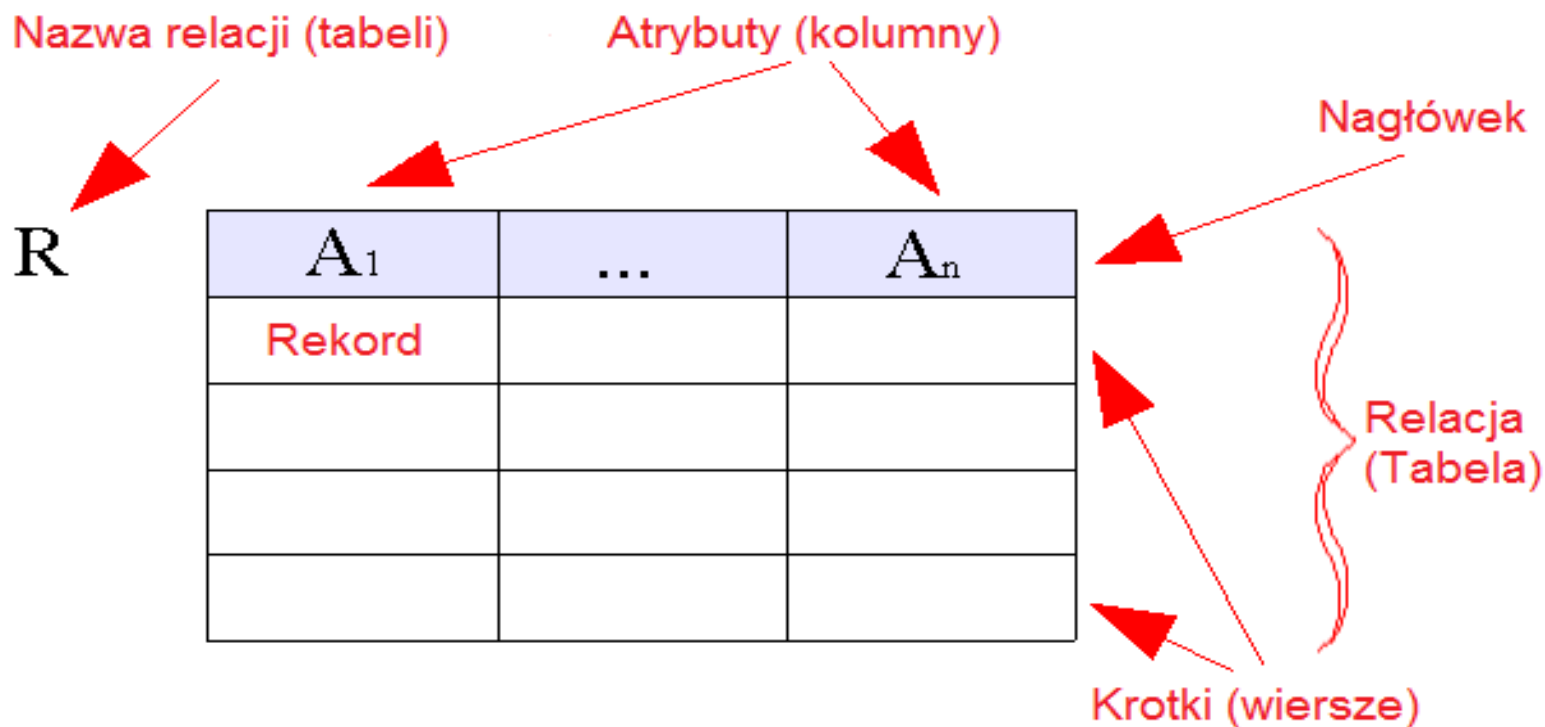 Nazwa relacji (tabeli)
Atrybuty (kolumny)
Nagłówek
R
A1
...
An
Rekord
Relacja
(Tabela)
Krotki (wiersze)